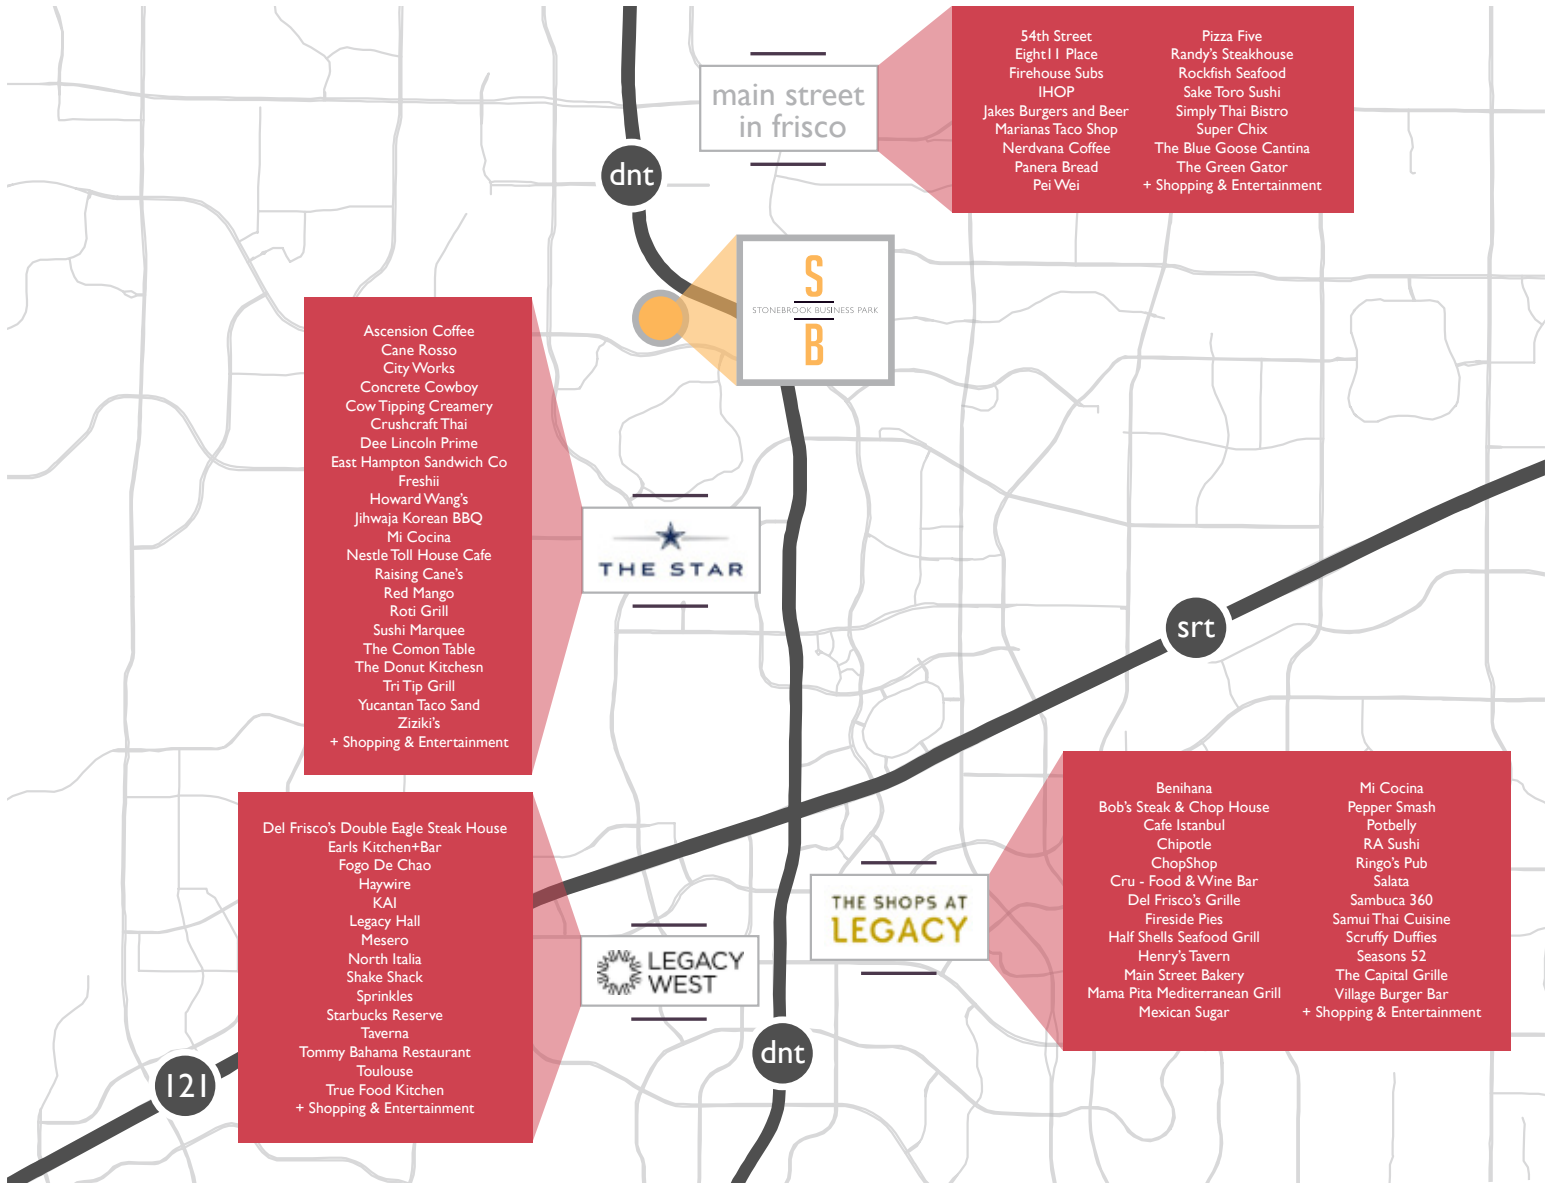 54th Street
Eight11 Place
Firehouse Subs
IHOP
Jakes Burgers and Beer
Marianas Taco Shop
Nerdvana Coffee
Panera Bread
Pei Wei
Pizza Five
Randy's Steakhouse
Rockfish Seafood
Sake Toro Sushi
Simply Thai Bistro
Super Chix
The Blue Goose Cantina
The Green Gator
+ Shopping & Entertainment
main street
in frisco
dnt
S
STONEBROOK BUSINESS PARK
B
Ascension Coffee
Cane Rosso
City Works
Concrete Cowboy
Cow Tipping Creamery
Crushcraft Thai
Dee Lincoln Prime
East Hampton Sandwich Co
Freshii
Howard Wang's
Jihwaja Korean BBQ
Mi Cocina
Nestle Toll House Cafe
Raising Cane's
Red Mango
Roti Grill
Sushi Marquee
The Comon Table
The Donut Kitchesn
Tri Tip Grill
Yucantan Taco Sand
Ziziki's
+ Shopping & Entertainment
THE STAR
srt
Del Frisco's Double Eagle Steak House
Earls Kitchen+Bar
Fogo De Chao
Haywire
KAI
Legacy Hall
Mesero
North Italia
Shake Shack
Sprinkles
Starbucks Reserve
Taverna
Tommy Bahama Restaurant
Toulouse
True Food Kitchen
+ Shopping & Entertainment
LEGACY
WEST
THE SHOPS AT
LEGACY
Benihana
Bob's Steak & Chop House
Cafe Istanbul
Chipotle
ChopShop
Cru - Food & Wine Bar
Del Frisco's Grille
Fireside Pies
Half Shells Seafood Grill
Henry's Tavern
Main Street Bakery
Mama Pita Mediterranean Grill
Mexican Sugar
Mi Cocina
Pepper Smash
Potbelly
RA Sushi
Ringo's Pub
Salata
Sambuca 360
Samui Thai Cuisine
Scruffy Duffies
Seasons 52
The Capital Grille
Village Burger Bar
+ Shopping & Entertainment
dnt
121